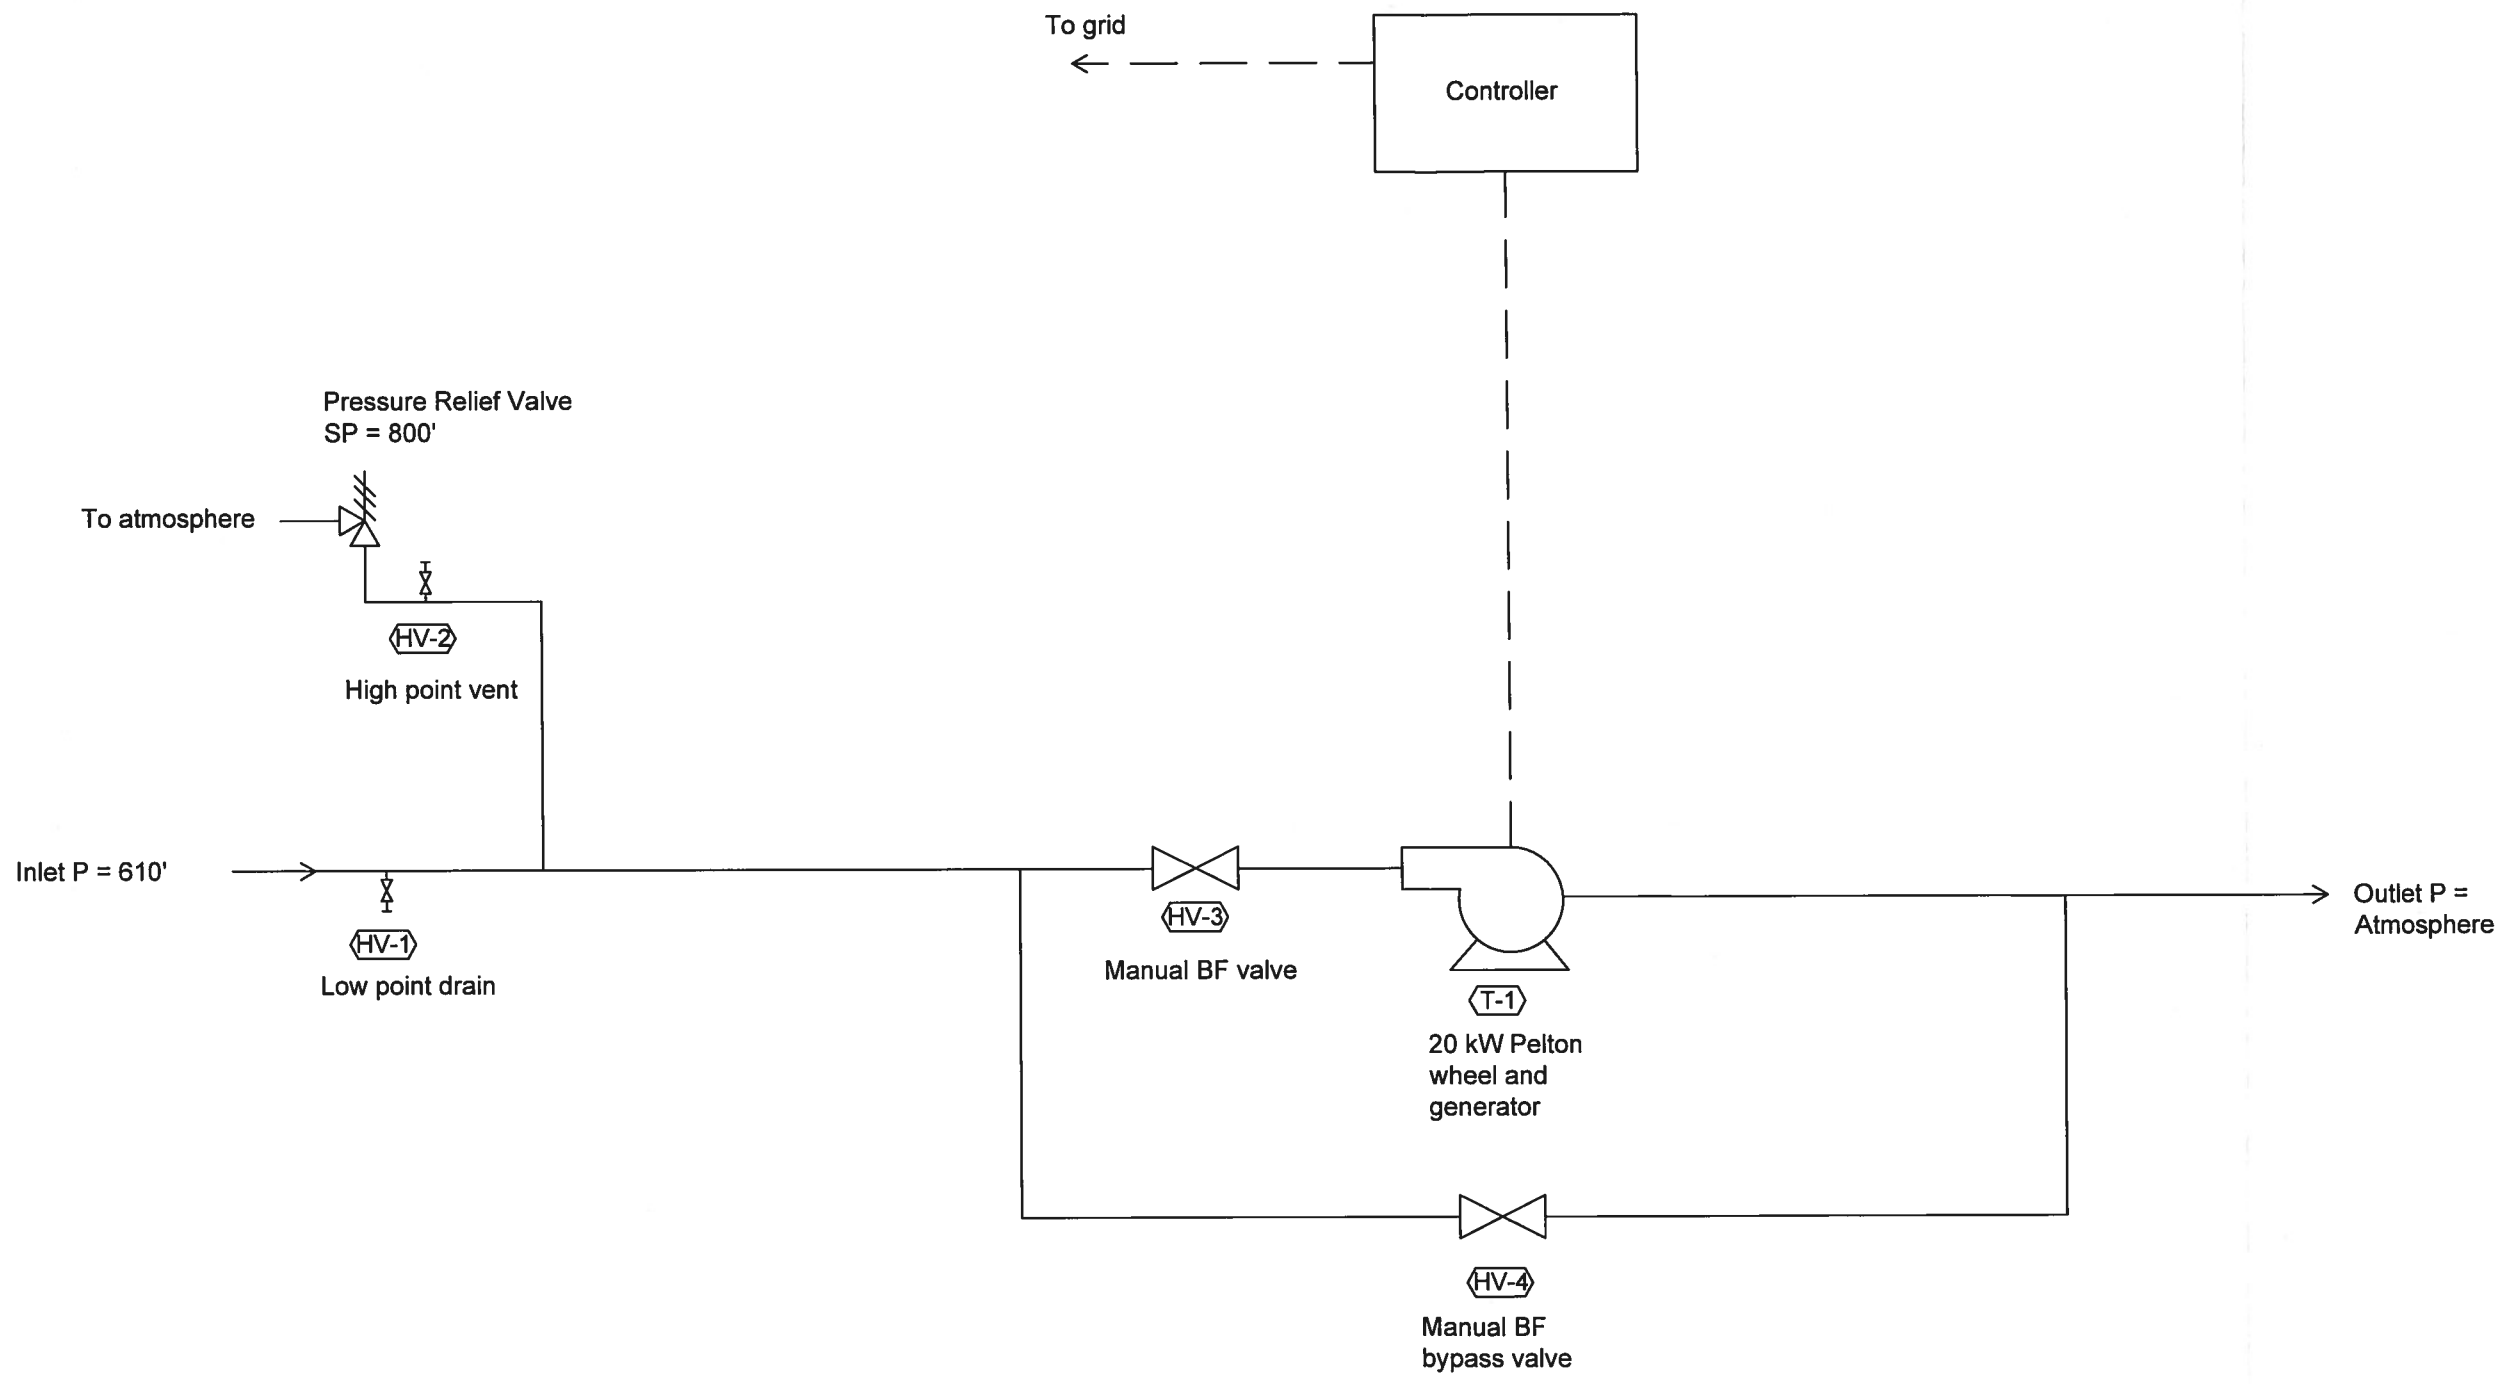 To grid
Controller
Pressure Relief Valve
SP = 800'
To atmosphere
HV-2
High point vent
Inlet P = 610'
HV-1
Low point drain
HV-3
Manual BF valve
T-1
20 kW Pelton
wheel and
generator
Outlet P =
Atmosphere
HV-4
Manual BF
bypass valve